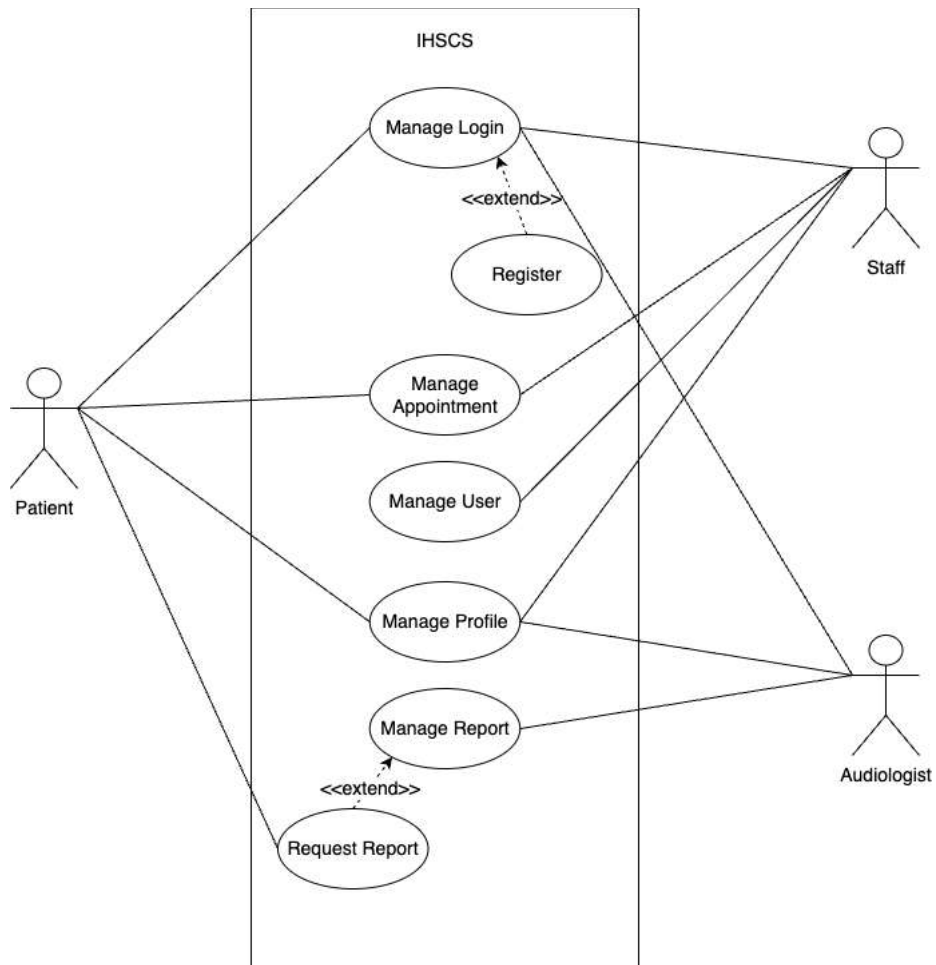 IHSCS
Manage Login
<<extend>>
Register
Staff
Manage
Appointment
Patient
Manage User
Manage Profile
Manage Report
Audiologist
<<extend>>
Request Report